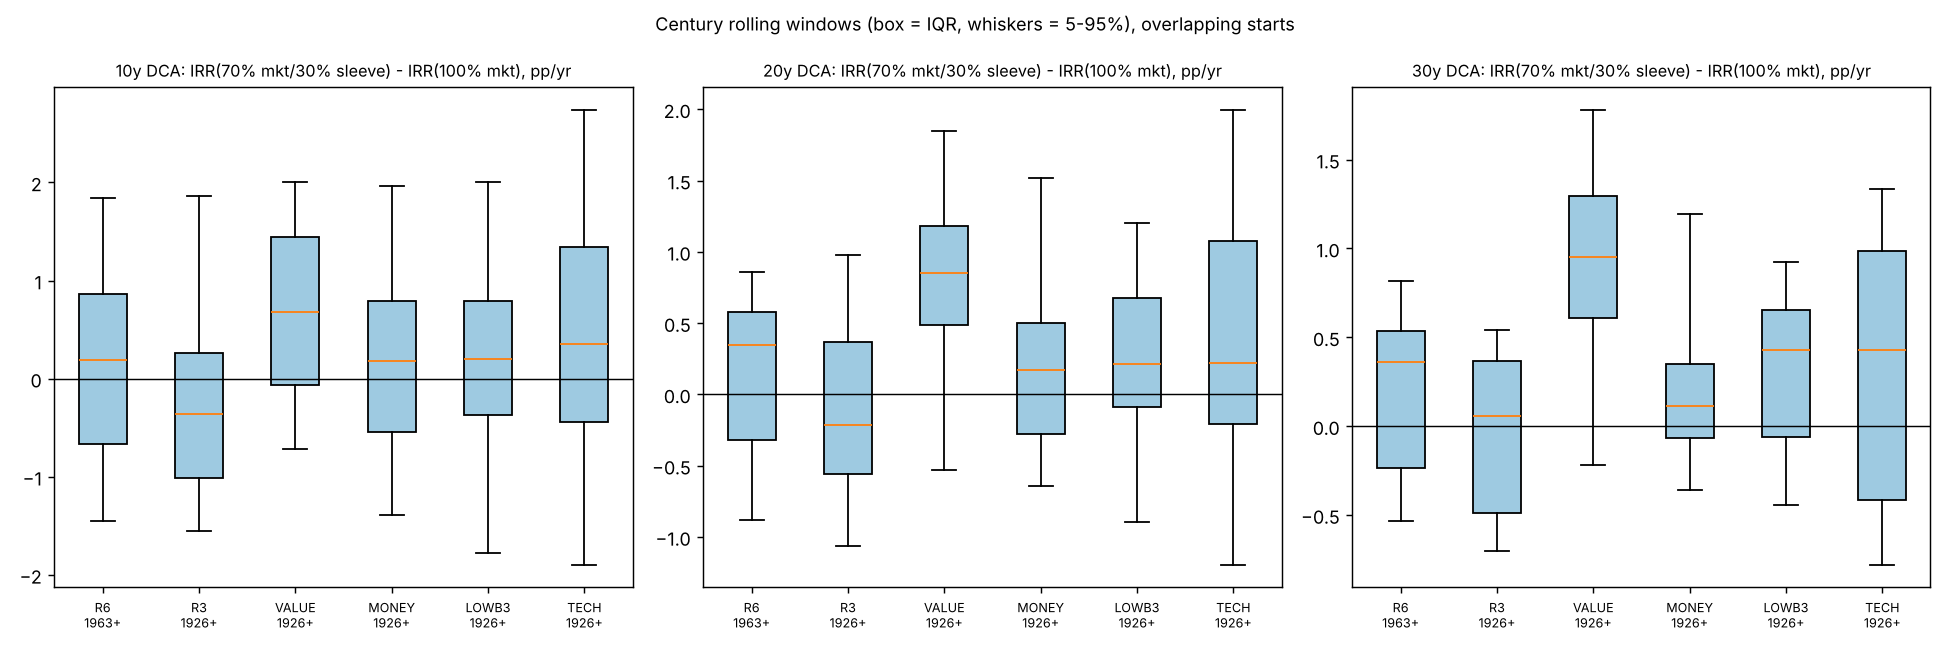 Century rolling windows (box = IQR, whiskers = 5-95%), overlapping starts
10y DCA: IRR(70% mkt/30% sleeve) - IRR(100% mkt), pp/yr
2
1
0
−1
−2
R6 R3 VALUE MONEY LOWB3 TECH
1963+ 1926+ 1926+ 1926+ 1926+ 1926+
20y DCA: IRR(70% mkt/30% sleeve) - IRR(100% mkt), pp/yr
2.0
1.5
1.0
0.5
0.0
−0.5
−1.0
R6 R3 VALUE MONEY LOWB3 TECH
1963+ 1926+ 1926+ 1926+ 1926+ 1926+
30y DCA: IRR(70% mkt/30% sleeve) - IRR(100% mkt), pp/yr
1.5
1.0
0.5
0.0
−0.5
R6 R3 VALUE MONEY LOWB3 TECH
1963+ 1926+ 1926+ 1926+ 1926+ 1926+